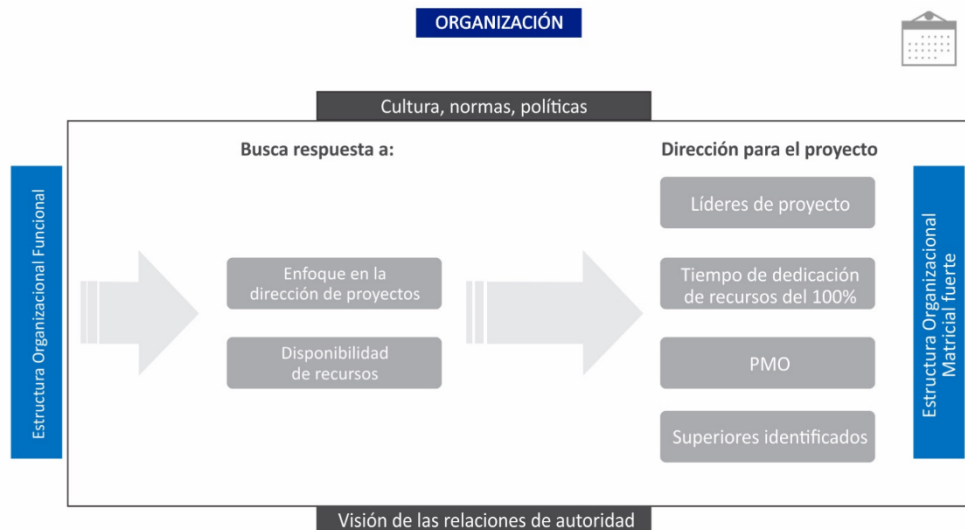 ORGANIZACIÓN
Cultura, normas, políticas
Estructura Organizacional Funcional
Busca respuesta a:
Enfoque en la
dirección de proyectos
Disponibilidad
de recursos
Dirección para el proyecto
Líderes de proyecto
Tiempo de dedicación
de recursos del 100%
PMO
Superiores identificados
Estructura Organizacional
Matricial fuerte
Visión de las relaciones de autoridad